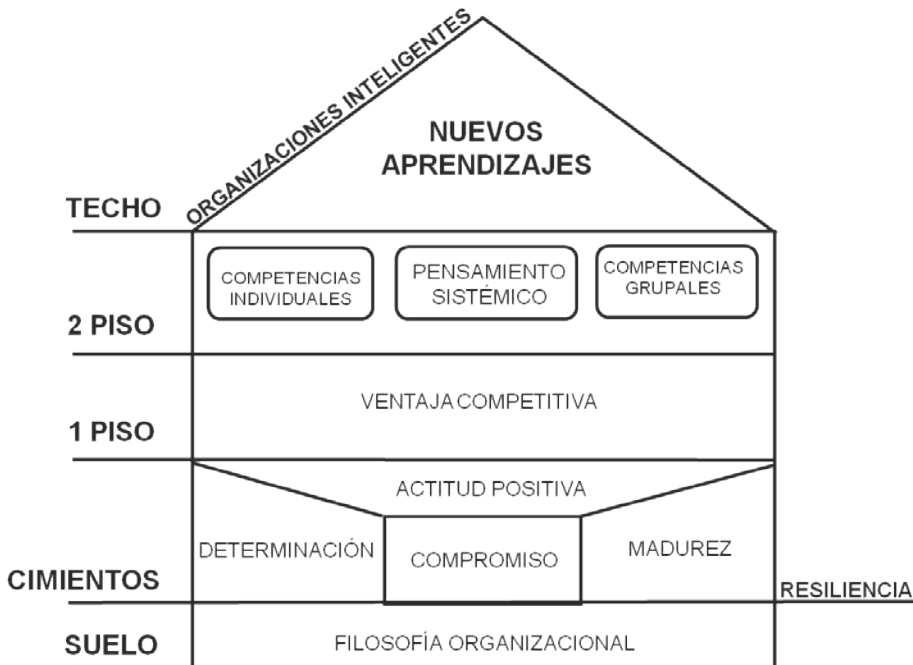 ORGANIZACIONES INTELIGENTES
NUEVOS
APRENDIZAJES
TECHO
COMPETENCIAS
INDIVIDUALES
PENSAMIENTO
SISTÉMICO
COMPETENCIAS
GRUPALES
2 PISO
VENTAJA COMPETITIVA
1 PISO
ACTITUD POSITIVA
DETERMINACIÓN
COMPROMISO
MADUREZ
CIMIENTOS
RESILIENCIA
SUELO
FILOSOFÍA ORGANIZACIONAL